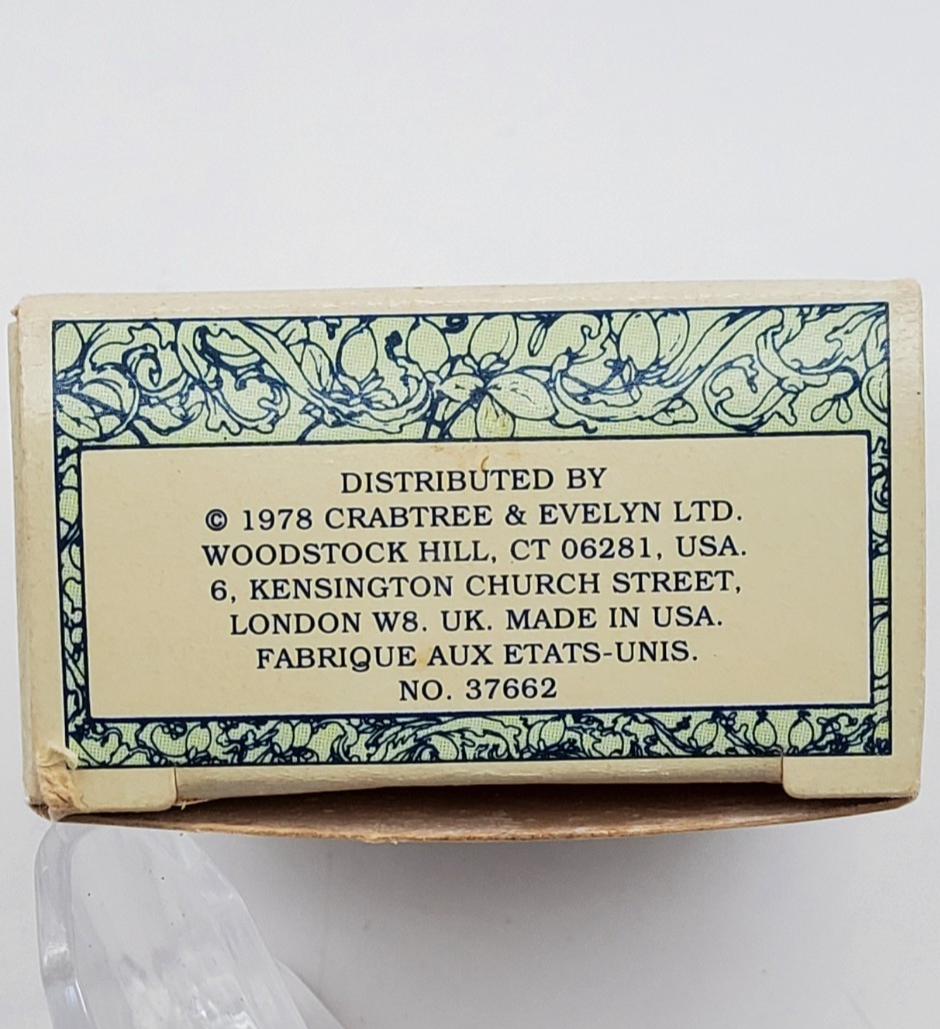 DISTRIBUTED BY
© 1978 CRABTREE & EVELYN LTD.
WOODSTOCK HILL, CT 06281, USA.
6, KENSINGTON CHURCH STREET,
LONDON W8. UK. MADE IN USA.
FABRIQUE AUX ETATS-UNIS.
NO. 37662